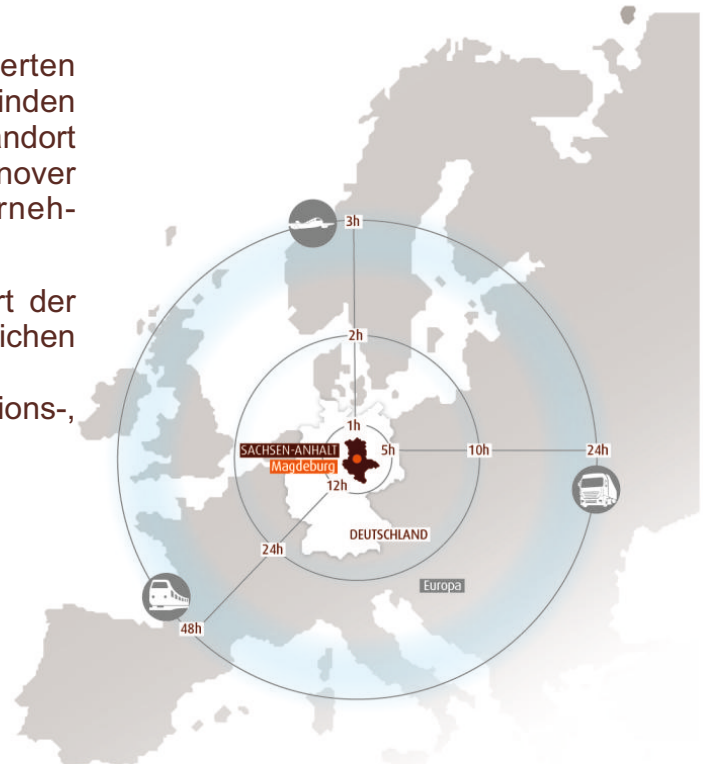 erten
inden
andort
nover
rneh-
rt der
ichen
ions-,
3h
2h
1h
SACHSEN-ANHALT
Magdeburg
5h
10h
24h
12h
DEUTSCHLAND
24h
Europa
48h